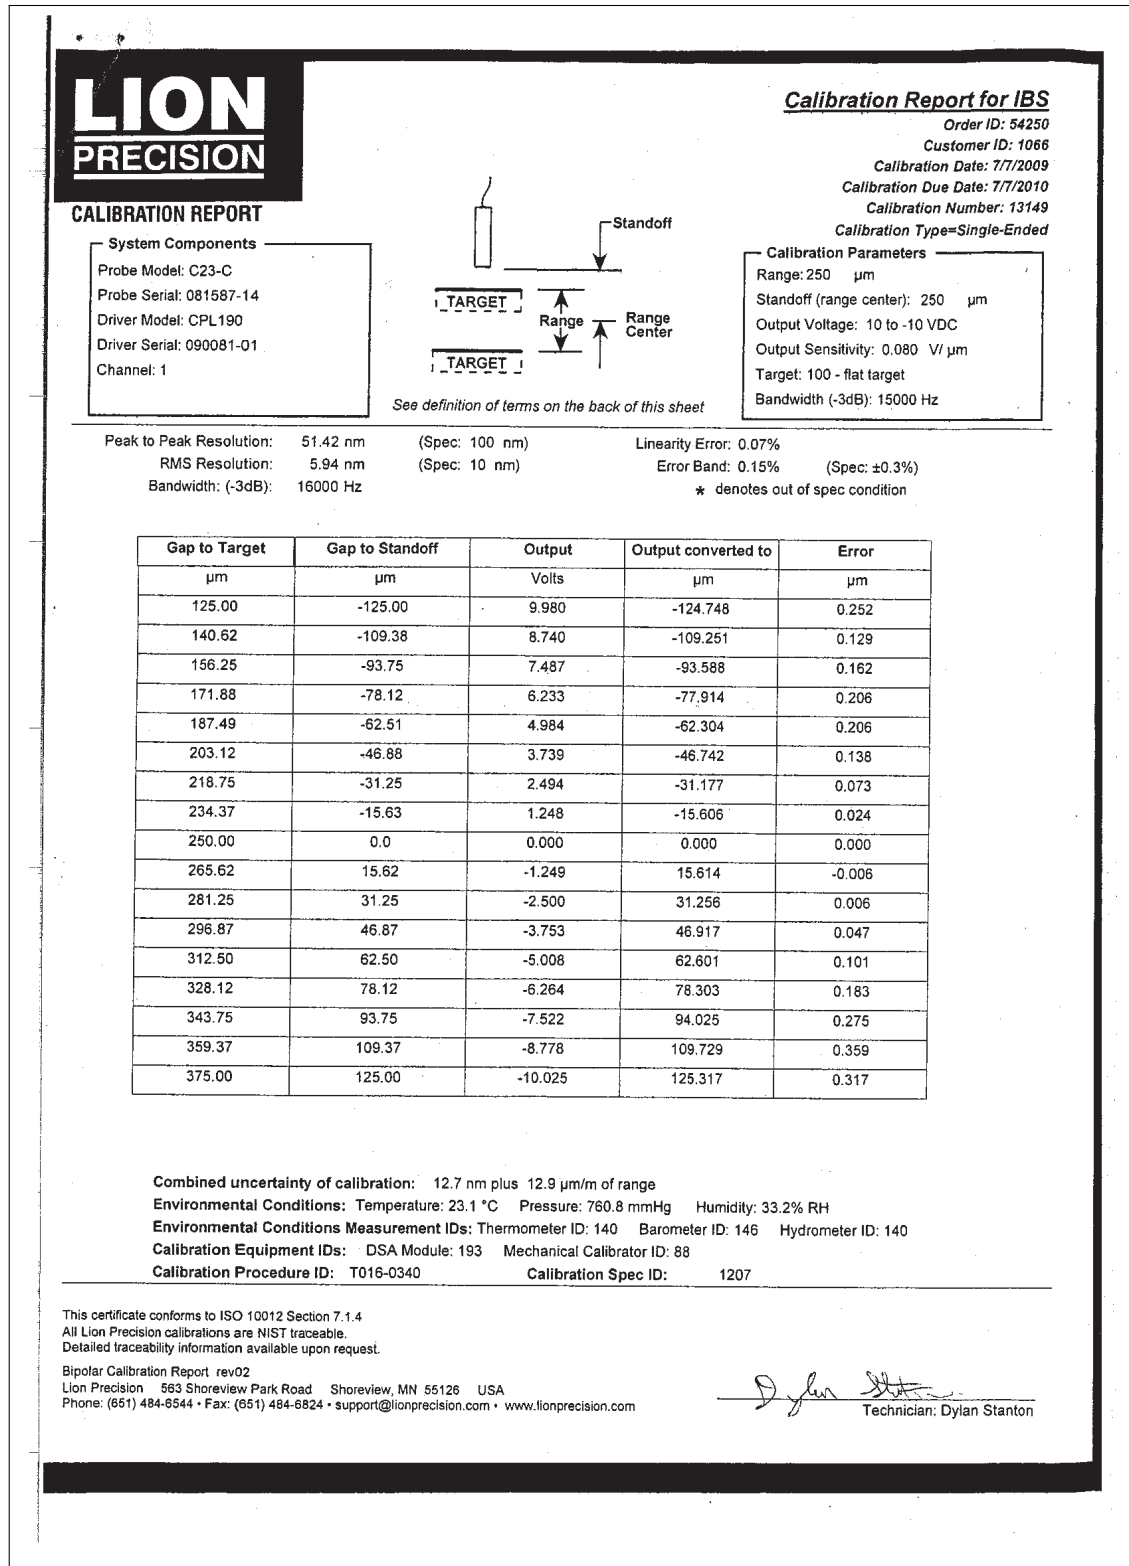 LION
PRECISION
CALIBRATION REPORT
Calibration Report for IBS
Order ID: 54250
Customer ID: 1066
Calibration Date: 7/7/2009
Calibration Due Date: 7/7/2010
Calibration Number: 13149
Calibration Type=Single-Ended
System Components
Probe Model: C23-C
Probe Serial: 081587-14
Driver Model: CPL190
Driver Serial: 090081-01
Channel: 1
Standoff
TARGET
Range
Range
Center
TARGET
See definition of terms on the back of this sheet
Calibration Parameters
Range: 250 µm
Standoff (range center): 250 µm
Output Voltage: 10 to -10 VDC
Output Sensitivity: 0.080 V/ µm
Target: 100 - flat target
Bandwidth (-3dB): 15000 Hz
Peak to Peak Resolution: 51.42 nm (Spec: 100 nm)
RMS Resolution: 5.94 nm (Spec: 10 nm)
Bandwidth: (-3dB): 16000 Hz
Linearity Error: 0.07%
Error Band: 0.15% (Spec: ±0.3%)
* denotes out of spec condition
Gap to Target Gap to Standoff Output Output converted to Error
µm µm Volts µm µm
125.00 -125.00 9.980 -124.748 0.252
140.62 -109.38 8.740 -109.251 0.129
156.25 -93.75 7.487 -93.588 0.162
171.88 -78.12 6.233 -77.914 0.206
187.49 -62.51 4.984 -62.304 0.206
203.12 -46.88 3.739 -46.742 0.138
218.75 -31.25 2.494 -31.177 0.073
234.37 -15.63 1.248 -15.606 0.024
250.00 0.0 0.000 0.000 0.000
265.62 15.62 -1.249 15.614 -0.006
281.25 31.25 -2.500 31.256 0.006
296.87 46.87 -3.753 46.917 0.047
312.50 62.50 -5.008 62.601 0.101
328.12 78.12 -6.264 78.303 0.183
343.75 93.75 -7.522 94.025 0.275
359.37 109.37 -8.778 109.729 0.359
375.00 125.00 -10.025 125.317 0.317
Combined uncertainty of calibration: 12.7 nm plus 12.9 µm/m of range
Environmental Conditions: Temperature: 23.1 °C Pressure: 760.8 mmHg Humidity: 33.2% RH
Environmental Conditions Measurement IDs: Thermometer ID: 140 Barometer ID: 146 Hydrometer ID: 140
Calibration Equipment IDs: DSA Module: 193 Mechanical Calibrator ID: 88
Calibration Procedure ID: T016-0340 Calibration Spec ID: 1207
This certificate conforms to ISO 10012 Section 7.1.4
All Lion Precision calibrations are NIST traceable.
Detailed traceability information available upon request.
Bipolar Calibration Report rev02
Lion Precision 563 Shoreview Park Road Shoreview, MN 55126 USA
Phone: (651) 484-6544 • Fax: (651) 484-6824 • support@lionprecision.com • www.lionprecision.com
Dylan Stanton
Technician: Dylan Stanton